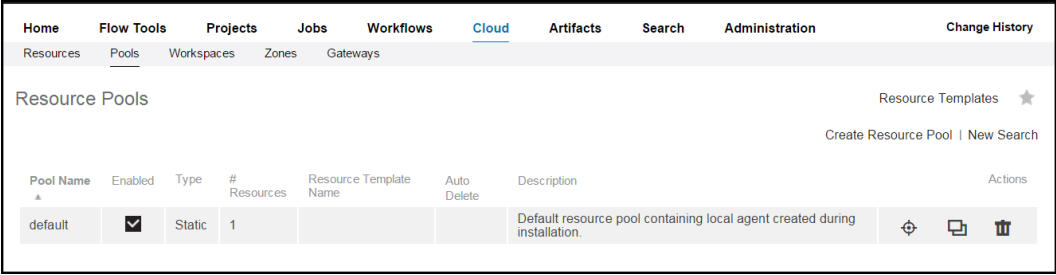 Home Flow Tools Projects Jobs Workflows Cloud Artifacts Search Administration Change History
Resources Pools Workspaces Zones Gateways
Resource Pools Resource Templates
Create Resource Pool | New Search
Pool Name Enabled Type # Resources Resource Template Name Auto Delete Description Actions
default Static 1 Default resource pool containing local agent created during
installation.